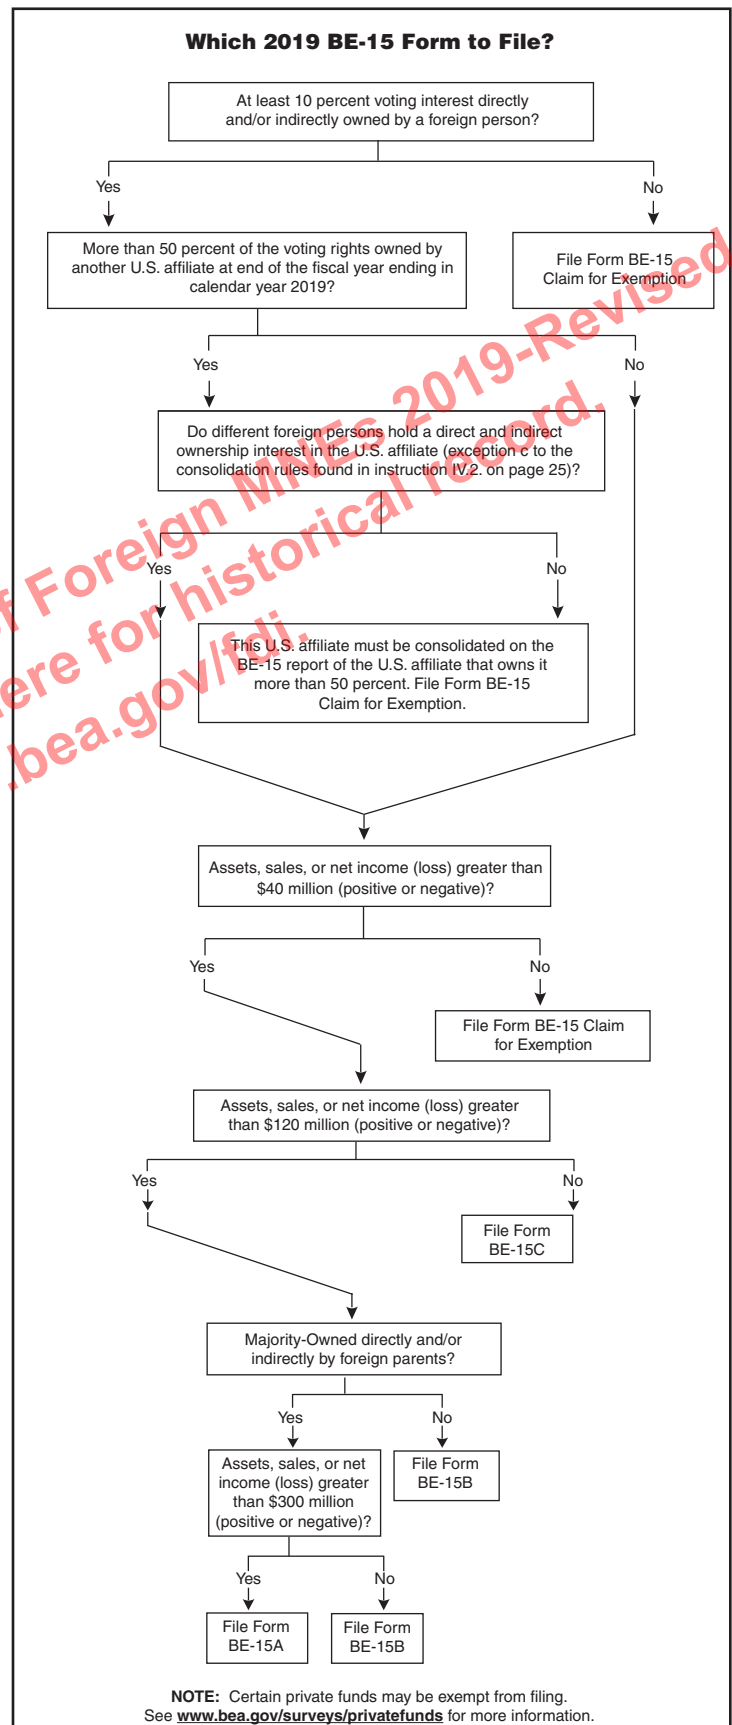 Which 2019 BE-15 Form to File?
At least 10 percent voting interest directly
and/or indirectly owned by a foreign person?
Yes
No
More than 50 percent of the voting rights owned by
another U.S. affiliate at end of the fiscal year ending in
calendar year 2019?
File Form BE-15
Claim for Exemption
Yes
No
Do different foreign persons hold a direct and indirect
ownership interest in the U.S. affiliate (exception c to the
consolidation rules found in instruction IV.2. on page 25)?
Yes
No
This U.S. affiliate must be consolidated on the
BE-15 report of the U.S. affiliate that owns it
more than 50 percent. File Form BE-15
Claim for Exemption.
Assets, sales, or net income (loss) greater than
$40 million (positive or negative)?
Yes
No
File Form BE-15 Claim
for Exemption
Assets, sales, or net income (loss) greater
than $120 million (positive or negative)?
Yes
No
File Form
BE-15C
Majority-Owned directly and/or
indirectly by foreign parents?
Yes
No
Assets, sales, or net
income (loss) greater
than $300 million
(positive or negative)?
File Form
BE-15B
Yes
No
File Form
BE-15A
File Form
BE-15B
NOTE: Certain private funds may be exempt from filing.
See www.bea.gov/surveys/privatefunds for more information.
of Foreign MNEs 2019-Revised
here for historical record.
.bea.gov/fdi.